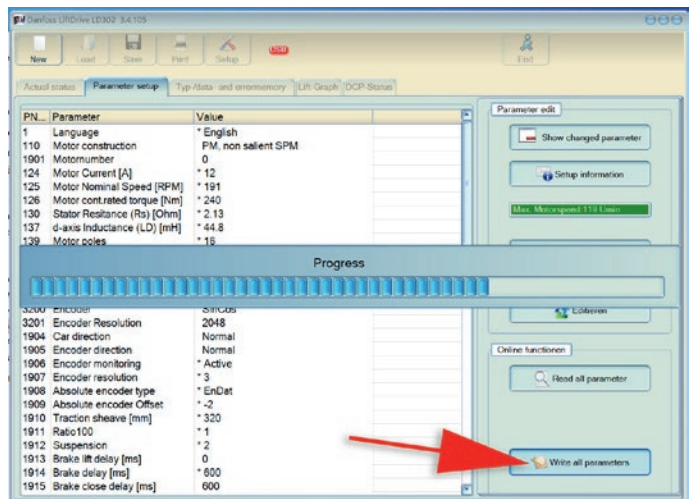 Danfoss LiftDrive LD302 3.4.105
New Load Save Print Setup USB End
Actual status Parameter setup Typ-/data- and errormemory Lift Graph DCP-Status
PN... Parameter Value
1 Language * English
110 Motor construction PM, non salient SPM
1901 Motornumber 0
124 Motor Current [A] * 12
125 Motor Nominal Speed [RPM] * 191
126 Motor cont.rated torque [Nm] * 240
130 Stator Resitance (Rs) [Ohm] * 2.13
137 d-axis Inductance (LD) [mH] * 44.8
139 Motor poles * 16
Progress
3200 Encoder SinCos
3201 Encoder Resolution 2048
1904 Car direction Normal
1905 Encoder direction Normal
1906 Encoder monitoring * Active
1907 Encoder resolution * 3
1908 Absolute encoder type * EnDat
1909 Absolute encoder Offset * -2
1910 Traction sheave [mm] * 320
1911 Ratio100 * 1
1912 Suspension * 2
1913 Brake lift delay [ms] 0
1914 Brake delay [ms] * 600
1915 Brake close delay [ms] 600
Parameter edit
Show changed parameter
Setup information
Max. Motorspeed:119 U/min
Editieren
Online functionen
Read all parameter
Write all parameters